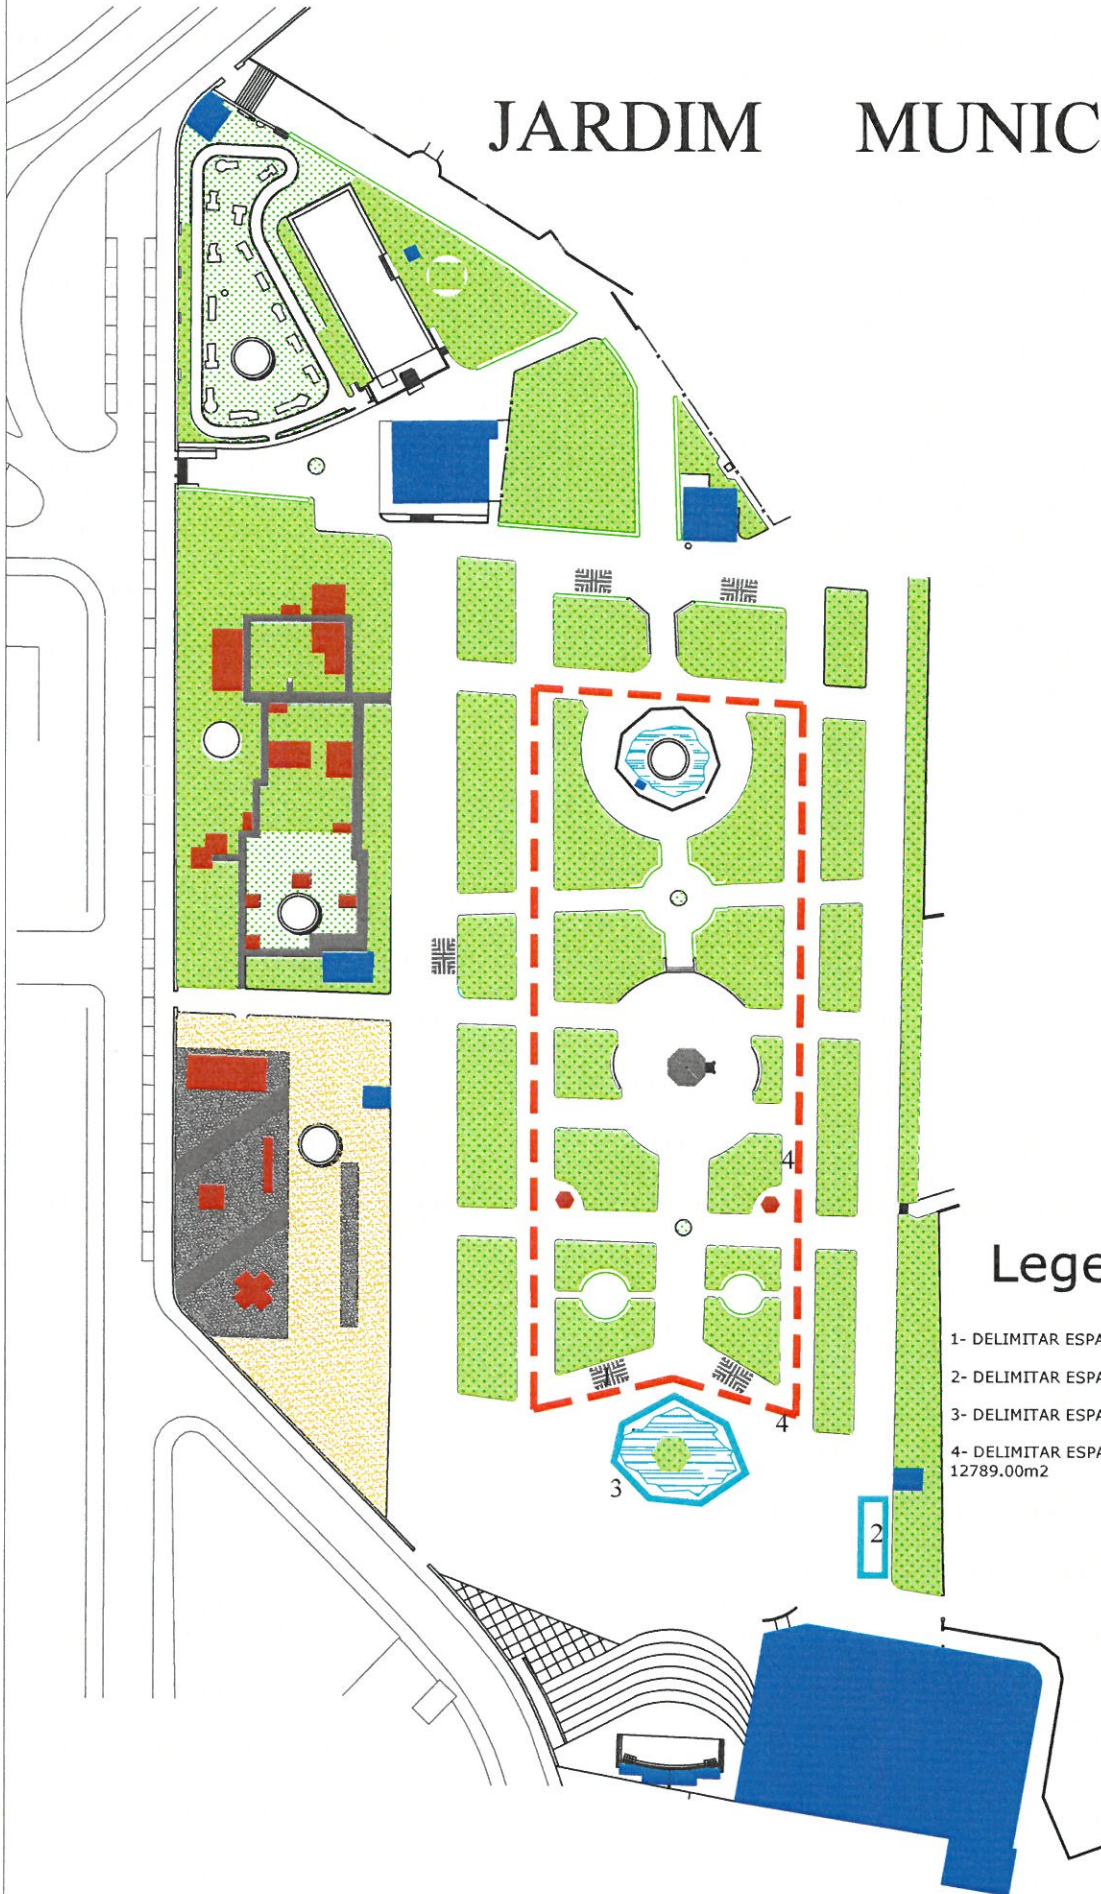 JARDIM MUNIC
4
Lege
1- DELIMITAR ESPA
2- DELIMITAR ESPA
3- DELIMITAR ESPA
4- DELIMITAR ESPA
12789.00m2
1
4
3
2